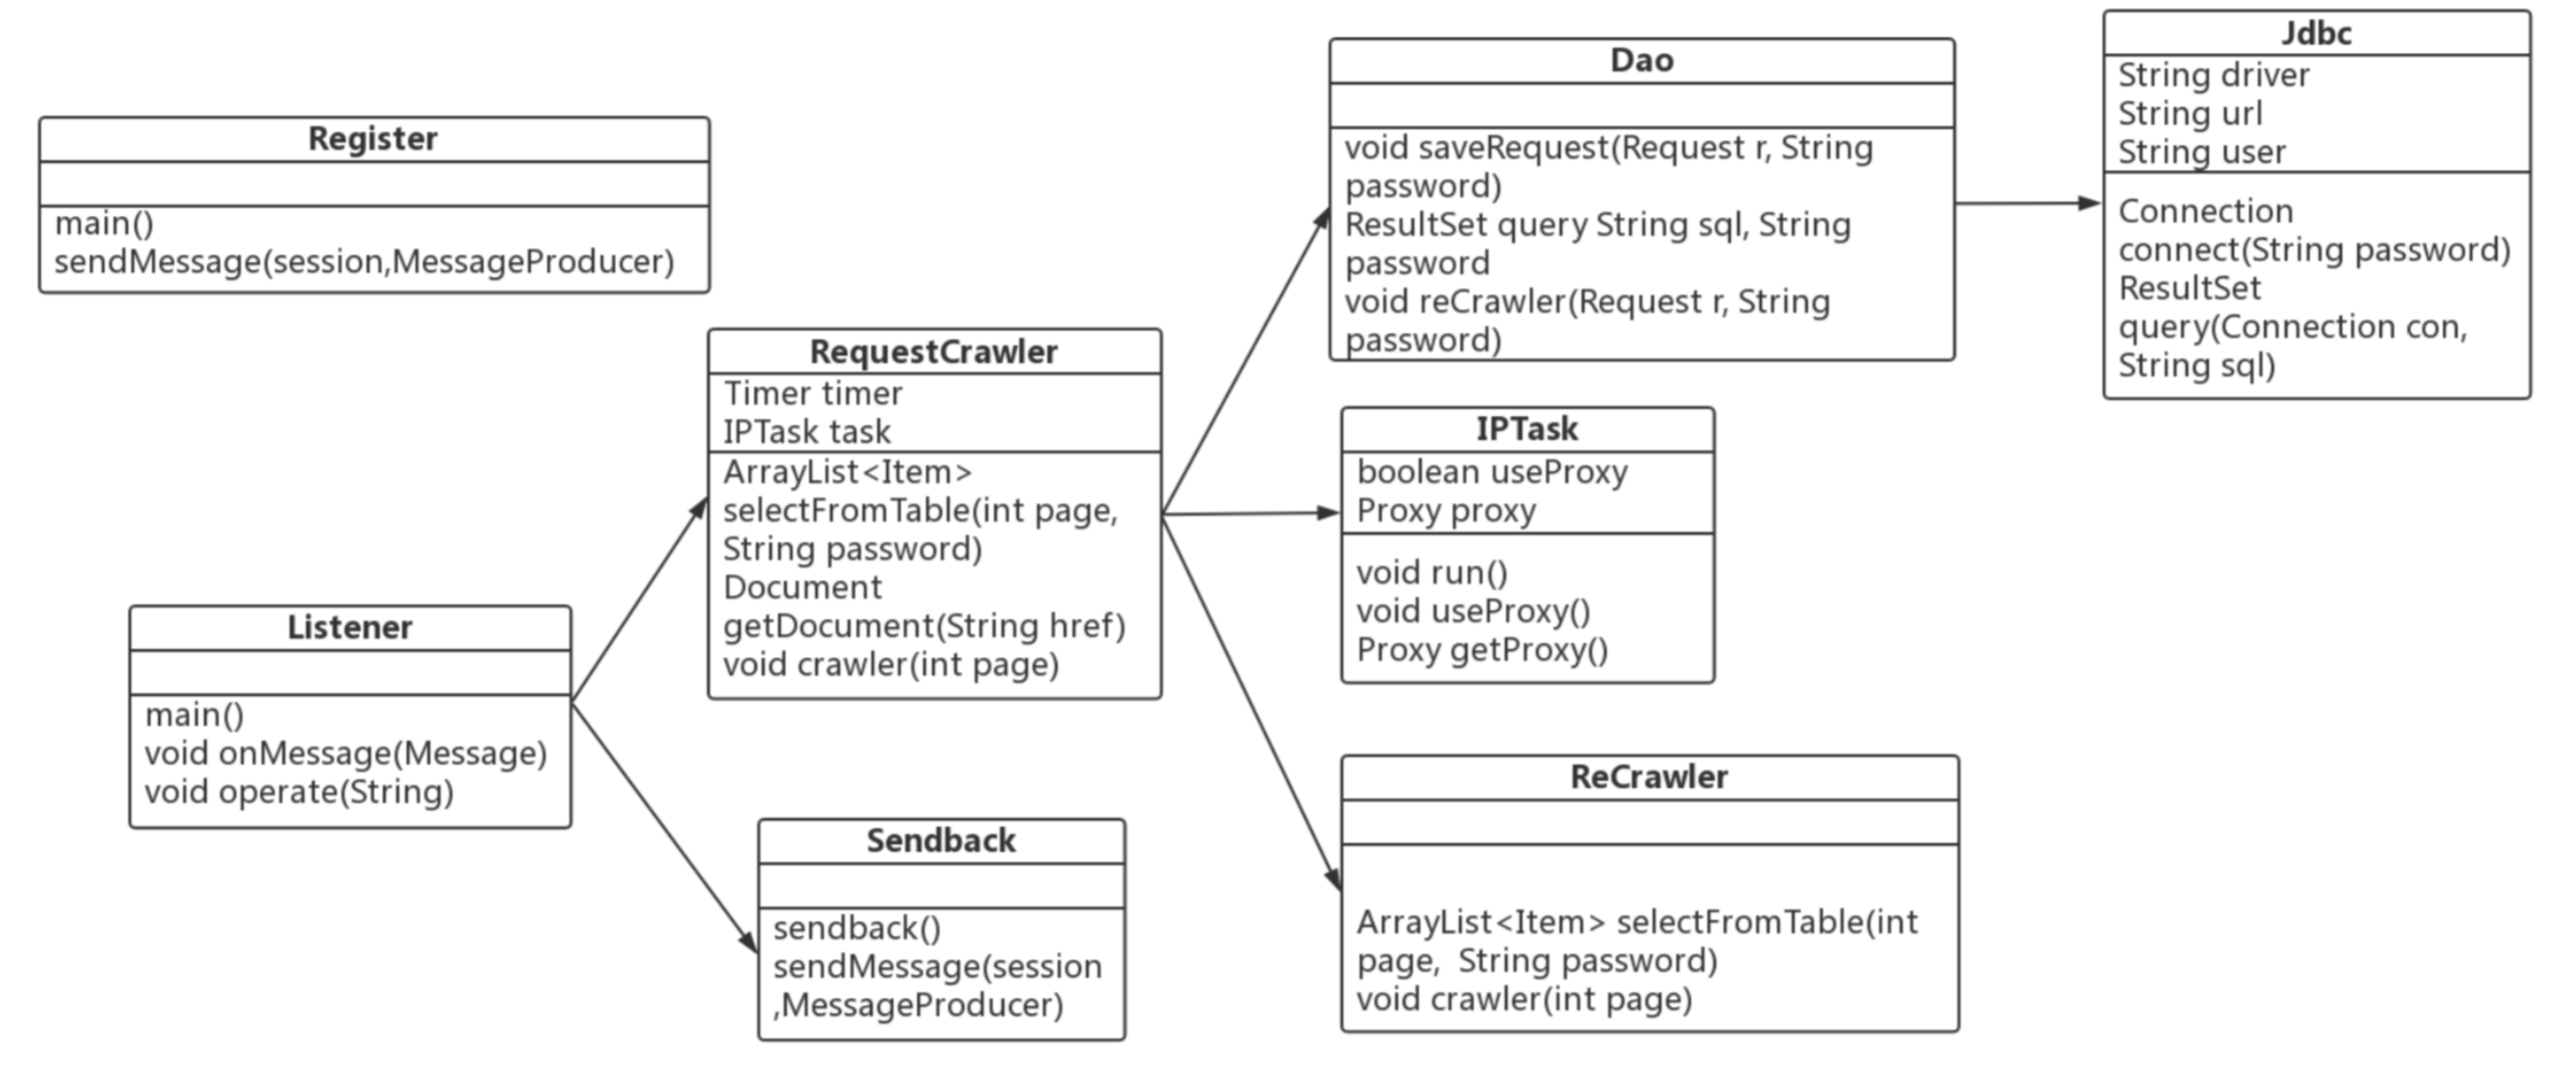 Register
main()
sendMessage(session,MessageProducer)
Listener
main()
void onMessage(Message)
void operate(String)
RequestCrawler
Timer timer
IPTask task
ArrayList<Item>
selectFromTable(int page,
String password)
Document
getDocument(String href)
void crawler(int page)
Sendback
sendback()
sendMessage(session
,MessageProducer)
Dao
void saveRequest(Request r, String
password)
ResultSet query String sql, String
password
void reCrawler(Request r, String
password)
IPTask
boolean useProxy
Proxy proxy
void run()
void useProxy()
Proxy getProxy()
ReCrawler
ArrayList<Item> selectFromTable(int
page,  String password)
void crawler(int page)
Jdbc
String driver
String url
String user
Connection
connect(String password)
ResultSet
query(Connection con,
String sql)